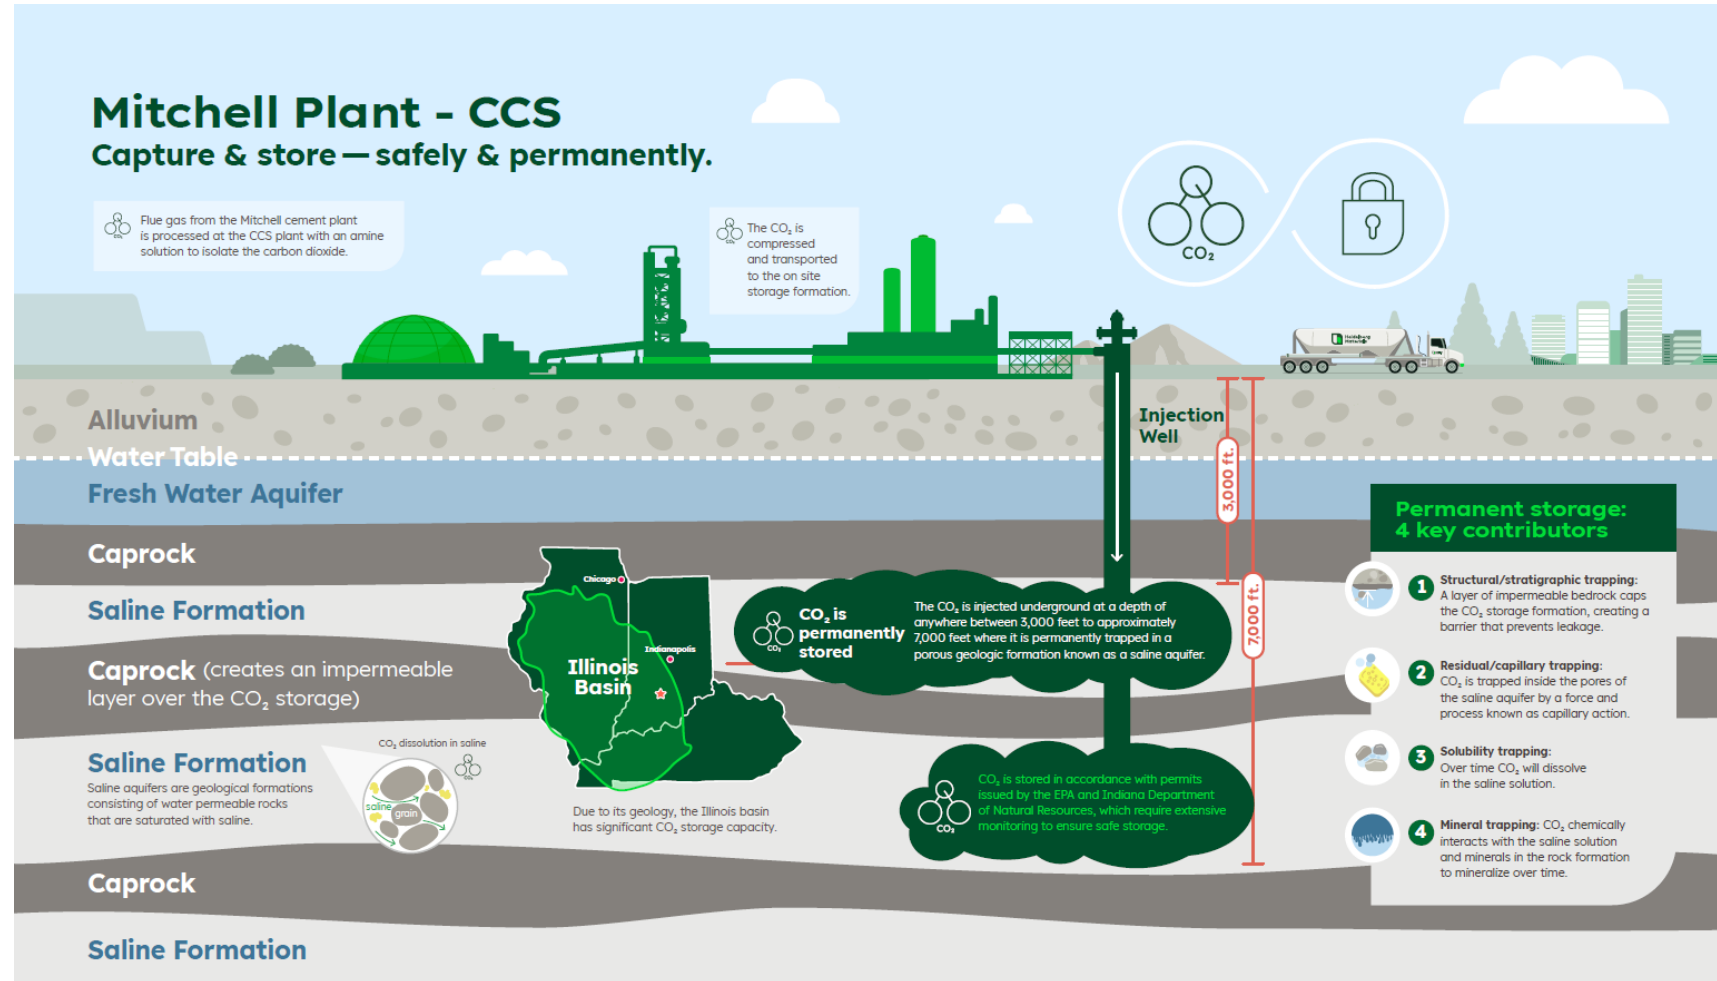 Mitchell Plant - CCS
Capture & store — safely & permanently.
Flue gas from the Mitchell cement plant
is processed at the CCS plant with an amine
solution to isolate the carbon dioxide.
CO₂
The CO₂ is
compressed
and transported
to the on site
storage formation.
CO₂
CO₂
Alluvium
Water Table
Fresh Water Aquifer
Caprock
Saline Formation
Caprock (creates an impermeable
layer over the CO₂ storage)
Saline Formation
Saline aquifers are geological formations
consisting of water permeable rocks
that are saturated with saline.
CO₂ dissolution in saline
CO₂
saline
grain
Caprock
Saline Formation
Chicago
Indianapolis
Illinois
Basin
Due to its geology, the Illinois basin
has significant CO₂ storage capacity.
Injection
Well
3,000 ft.
7,000 ft.
CO₂
CO₂ is
permanently
stored
The CO₂ is injected underground at a depth of
anywhere between 3,000 feet to approximately
7,000 feet where it is permanently trapped in a
porous geologic formation known as a saline aquifer.
CO₂
CO₂ is stored in accordance with permits
issued by the EPA and Indiana Department
of Natural Resources, which require extensive
monitoring to ensure safe storage.
Permanent storage:
4 key contributors
1
Structural/stratigraphic trapping:
A layer of impermeable bedrock caps
the CO₂ storage formation, creating a
barrier that prevents leakage.
2
Residual/capillary trapping:
CO₂ is trapped inside the pores of
the saline aquifer by a force and
process known as capillary action.
3
Solubility trapping:
Over time CO₂ will dissolve
in the saline solution.
4
Mineral trapping: CO₂ chemically
interacts with the saline solution
and minerals in the rock formation
to mineralize over time.